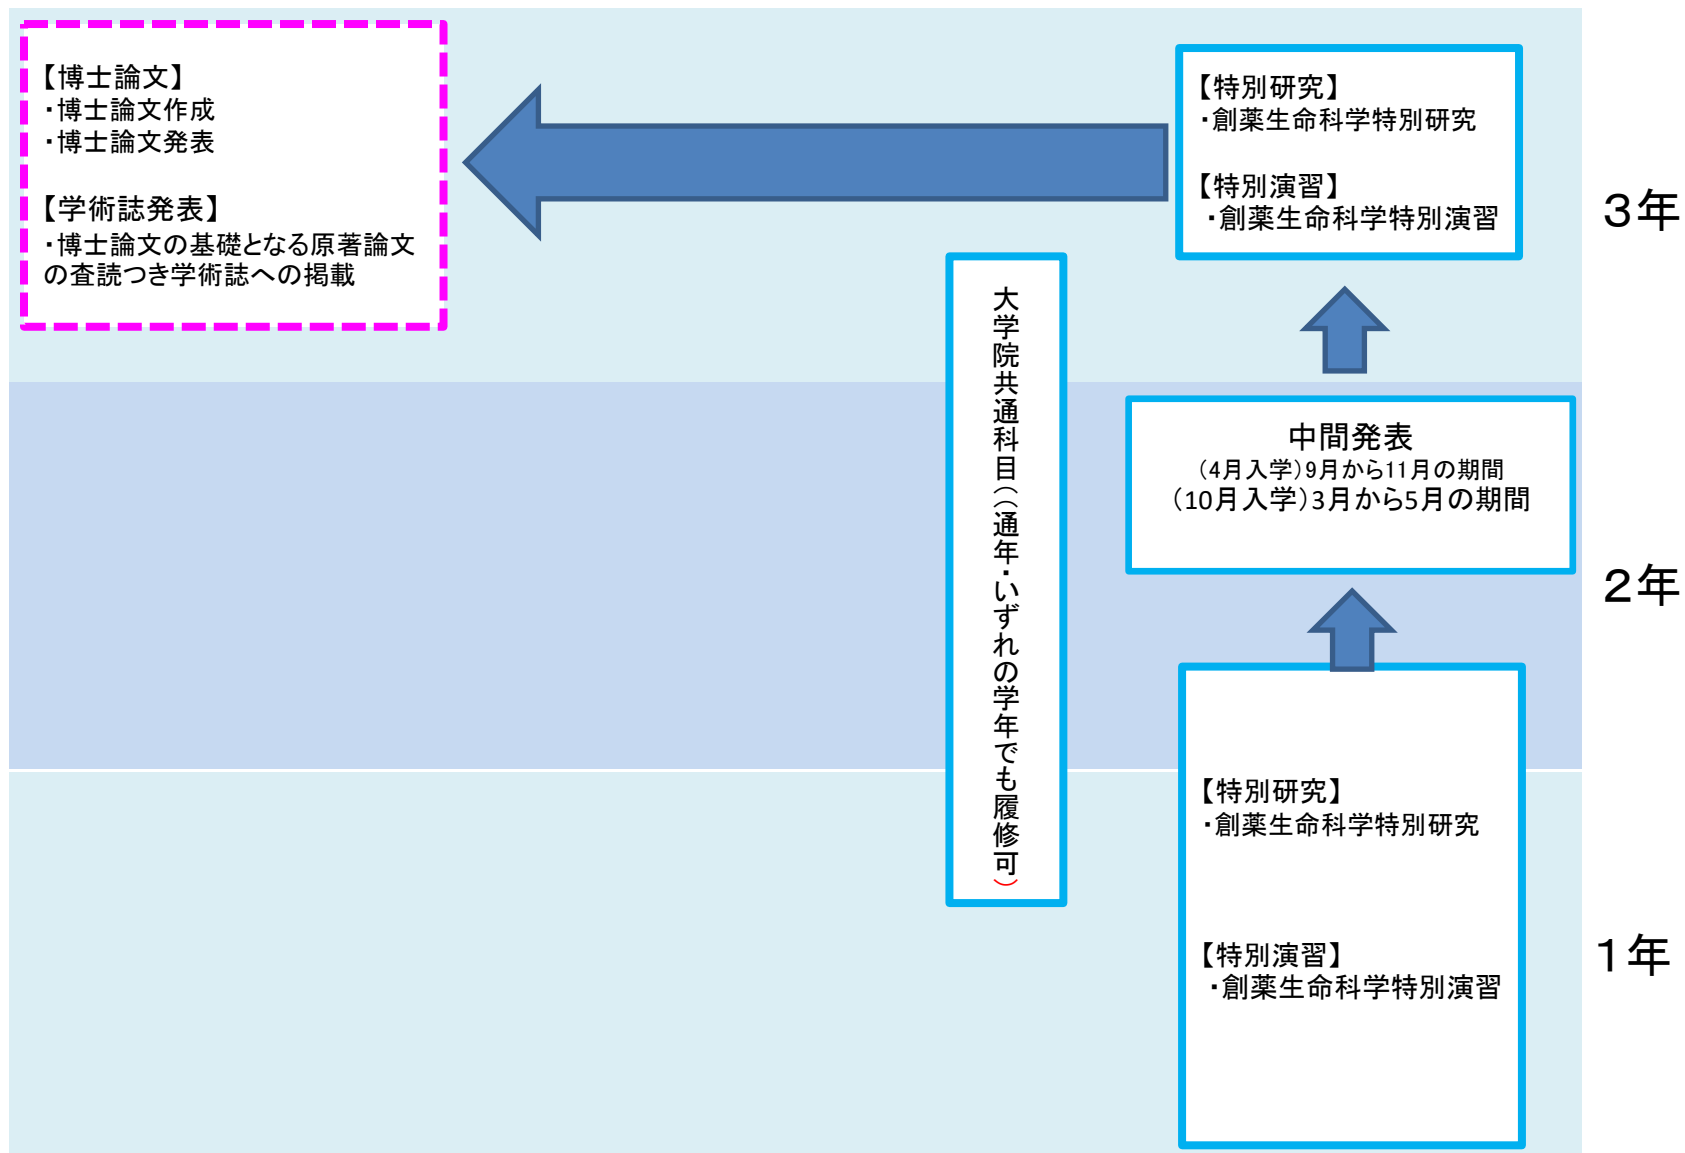 【博士論文】
・博士論文作成
・博士論文発表
【学術誌発表】
・博士論文の基礎となる原著論文
の査読つき学術誌への掲載
【特別研究】
・創薬生命科学特別研究
【特別演習】
・創薬生命科学特別演習
3年
大学院共通科目((通年・いずれの学年でも履修可)
中間発表
(4月入学)9月から11月の期間
(10月入学)3月から5月の期間
2年
【特別研究】
・創薬生命科学特別研究
【特別演習】
・創薬生命科学特別演習
1年